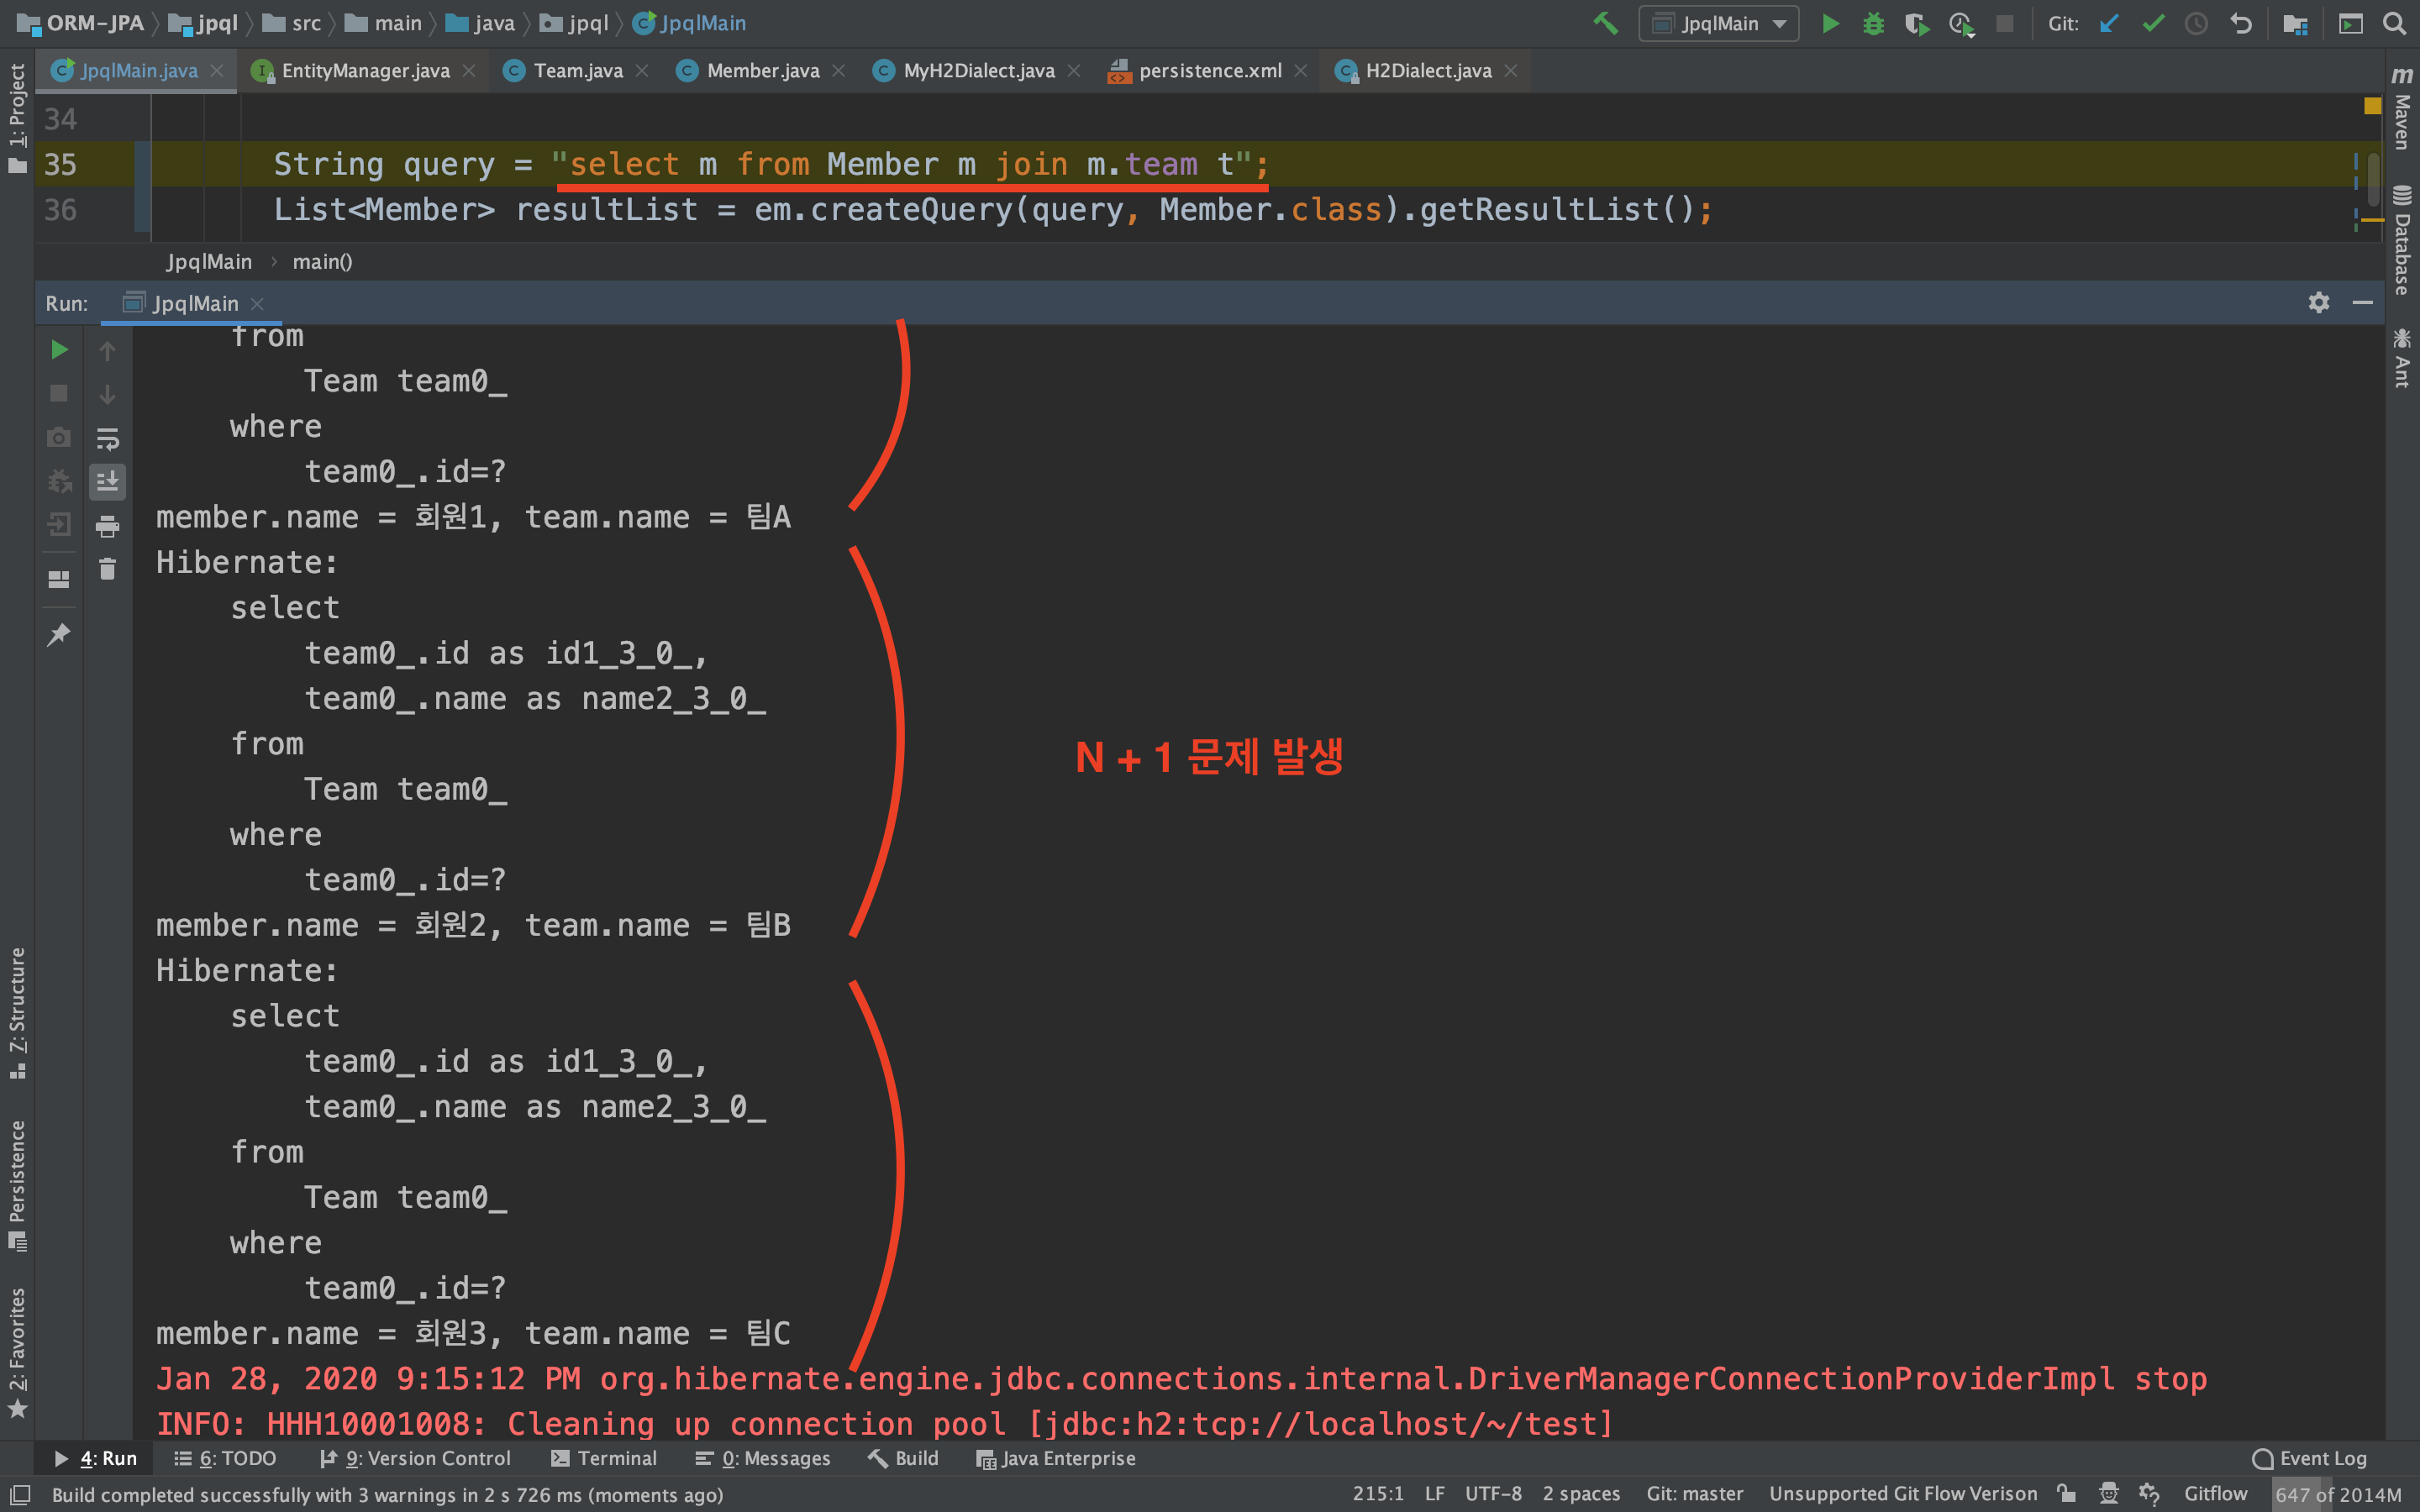 ORM-JPA jpql src main java jpql JpqlMain JpqlMain Git:
JpqlMain.java EntityManager.java Team.java Member.java MyH2Dialect.java persistence.xml H2Dialect.java
1: Project
34
35 String query = "select m from Member m join m.team t";
36 List<Member> resultList = em.createQuery(query, Member.class).getResultList();
JpqlMain › main()
Run: JpqlMain
from
Team team0_
where
team0_.id=?
member.name = 회원1, team.name = 팀A
Hibernate:
select
team0_.id as id1_3_0_,
team0_.name as name2_3_0_
from
Team team0_
where
team0_.id=?
member.name = 회원2, team.name = 팀B
Hibernate:
select
team0_.id as id1_3_0_,
team0_.name as name2_3_0_
from
Team team0_
where
team0_.id=?
member.name = 회원3, team.name = 팀C
Jan 28, 2020 9:15:12 PM org.hibernate.engine.jdbc.connections.internal.DriverManagerConnectionProviderImpl stop
INFO: HHH10001008: Cleaning up connection pool [jdbc:h2:tcp://localhost/~/test]
N + 1 문제 발생
7: Structure
Persistence
2: Favorites
m Maven
Database
Ant
4: Run 6: TODO 9: Version Control Terminal 0: Messages Build Java Enterprise Event Log
Build completed successfully with 3 warnings in 2 s 726 ms (moments ago) 215:1 LF UTF-8 2 spaces Git: master Unsupported Git Flow Verison Gitflow 647 of 2014M